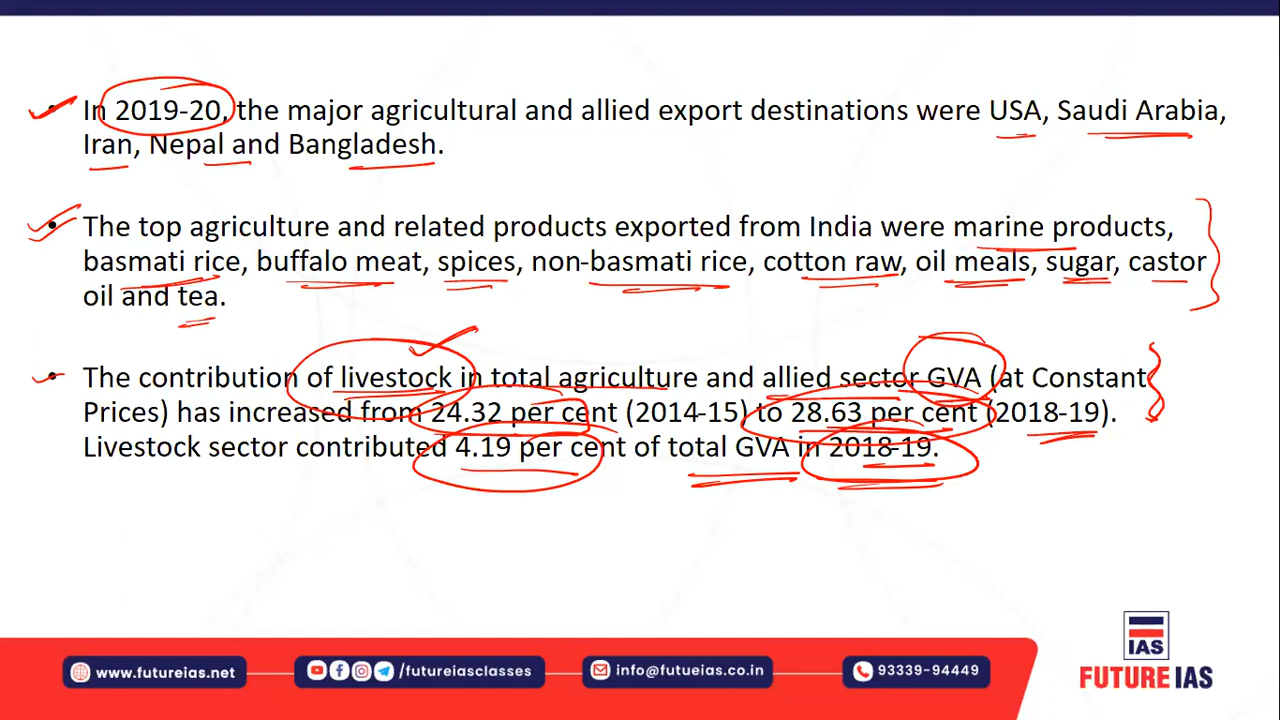 • In 2019-20, the major agricultural and allied export destinations were USA, Saudi Arabia,
Iran, Nepal and Bangladesh.
• The top agriculture and related products exported from India were marine products,
basmati rice, buffalo meat, spices, non-basmati rice, cotton raw, oil meals, sugar, castor
oil and tea.
• The contribution of livestock in total agriculture and allied sector GVA (at Constant
Prices) has increased from 24.32 per cent (2014-15) to 28.63 per cent (2018-19).
Livestock sector contributed 4.19 per cent of total GVA in 2018-19.
www.futureias.net
/futureiasclasses
info@futueias.co.in
93339-94449
IAS
FUTURE IAS